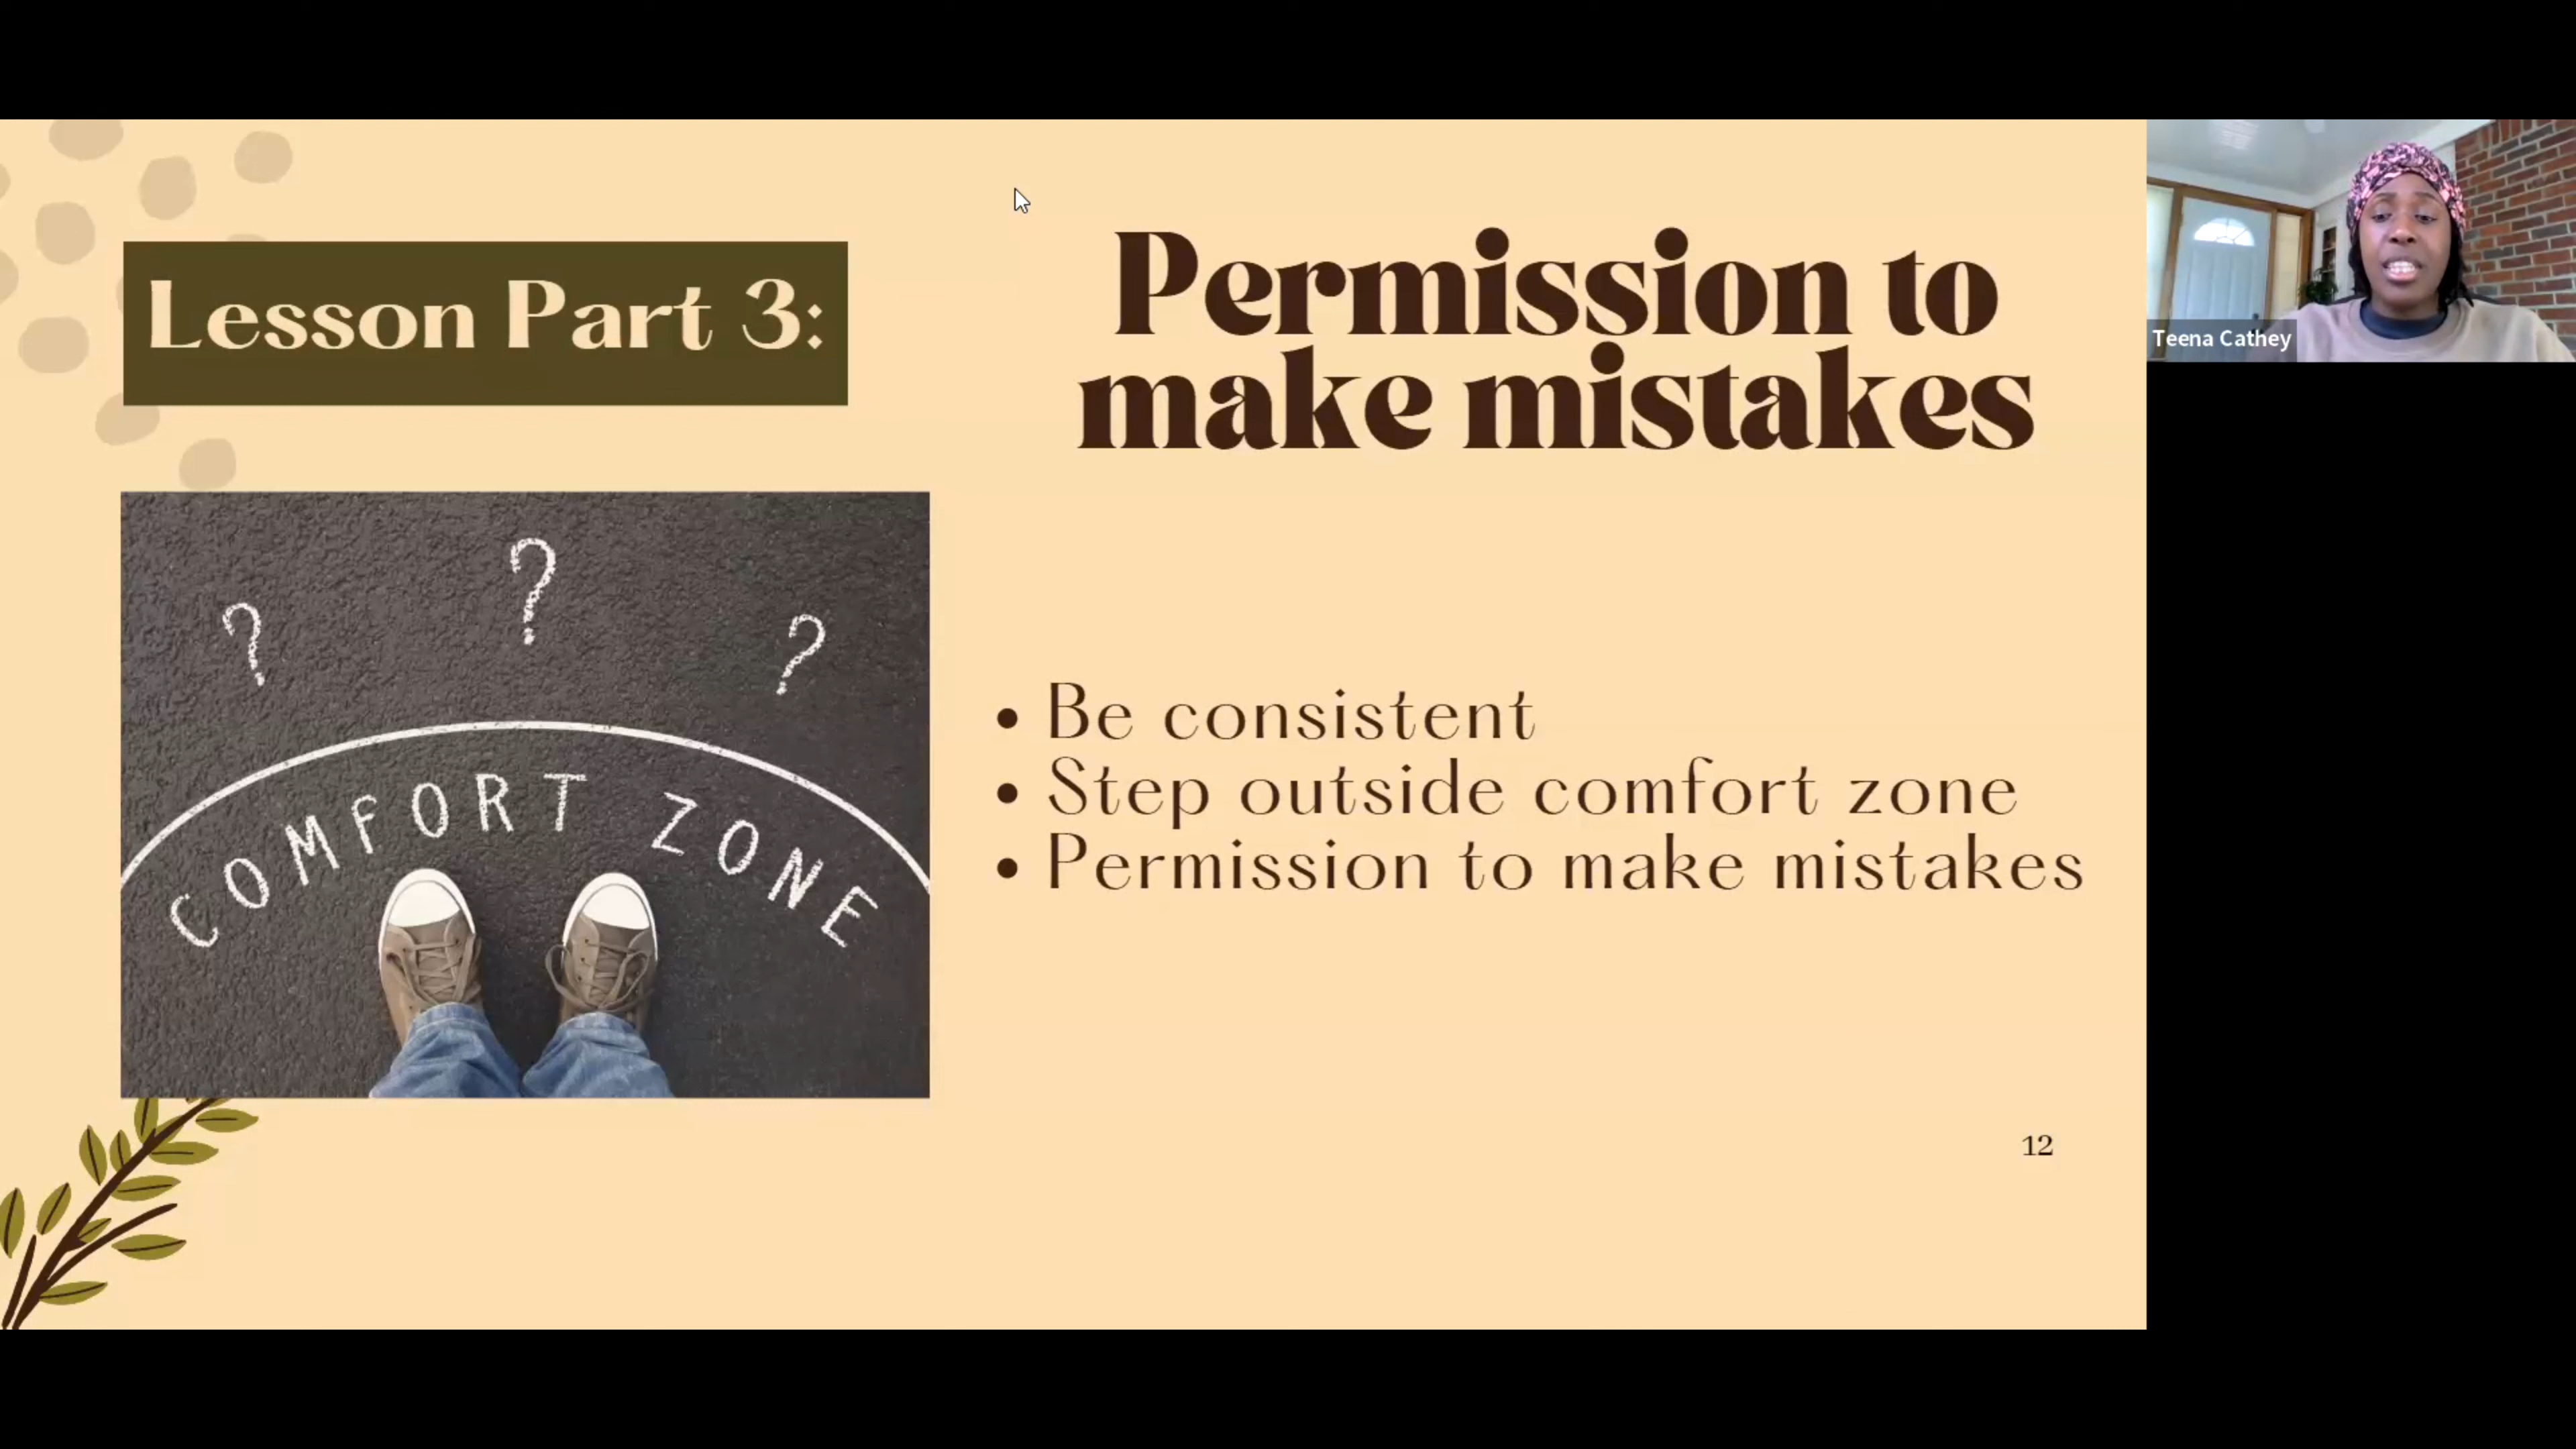 Lesson Part 3:
Permission to
make mistakes
?
?
?
COMFORT ZONE
• Be consistent
• Step outside comfort zone
• Permission to make mistakes
12
Teena Cathey